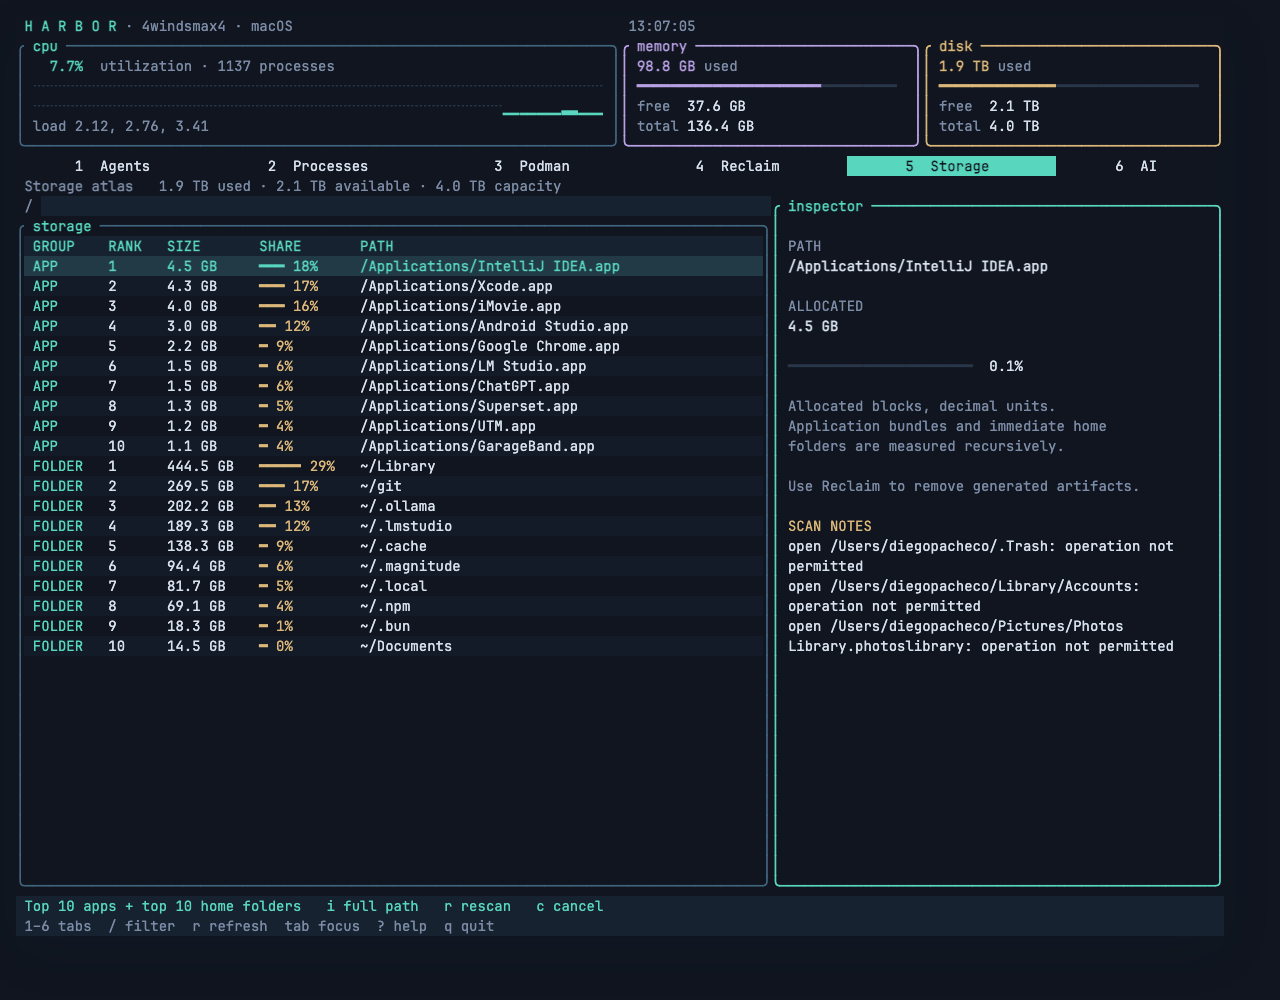 H A R B O R · 4windsmax4 · macOS 13:07:05
cpu
7.7% utilization · 1137 processes
load 2.12, 2.76, 3.41
memory
98.8 GB used
free 37.6 GB
total 136.4 GB
disk
1.9 TB used
free 2.1 TB
total 4.0 TB
1 Agents 2 Processes 3 Podman 4 Reclaim 5 Storage 6 AI
Storage atlas 1.9 TB used · 2.1 TB available · 4.0 TB capacity
/
storage
GROUP RANK SIZE SHARE PATH
APP 1 4.5 GB 18% /Applications/IntelliJ IDEA.app
APP 2 4.3 GB 17% /Applications/Xcode.app
APP 3 4.0 GB 16% /Applications/iMovie.app
APP 4 3.0 GB 12% /Applications/Android Studio.app
APP 5 2.2 GB 9% /Applications/Google Chrome.app
APP 6 1.5 GB 6% /Applications/LM Studio.app
APP 7 1.5 GB 6% /Applications/ChatGPT.app
APP 8 1.3 GB 5% /Applications/Superset.app
APP 9 1.2 GB 4% /Applications/UTM.app
APP 10 1.1 GB 4% /Applications/GarageBand.app
FOLDER 1 444.5 GB 29% ~/Library
FOLDER 2 269.5 GB 17% ~/git
FOLDER 3 202.2 GB 13% ~/.ollama
FOLDER 4 189.3 GB 12% ~/.lmstudio
FOLDER 5 138.3 GB 9% ~/.cache
FOLDER 6 94.4 GB 6% ~/.magnitude
FOLDER 7 81.7 GB 5% ~/.local
FOLDER 8 69.1 GB 4% ~/.npm
FOLDER 9 18.3 GB 1% ~/.bun
FOLDER 10 14.5 GB 0% ~/Documents
inspector
PATH
/Applications/IntelliJ IDEA.app
ALLOCATED
4.5 GB
0.1%
Allocated blocks, decimal units.
Application bundles and immediate home
folders are measured recursively.
Use Reclaim to remove generated artifacts.
SCAN NOTES
open /Users/diegopacheco/.Trash: operation not
permitted
open /Users/diegopacheco/Library/Accounts:
operation not permitted
open /Users/diegopacheco/Pictures/Photos
Library.photoslibrary: operation not permitted
Top 10 apps + top 10 home folders i full path r rescan c cancel
1-6 tabs / filter r refresh tab focus ? help q quit